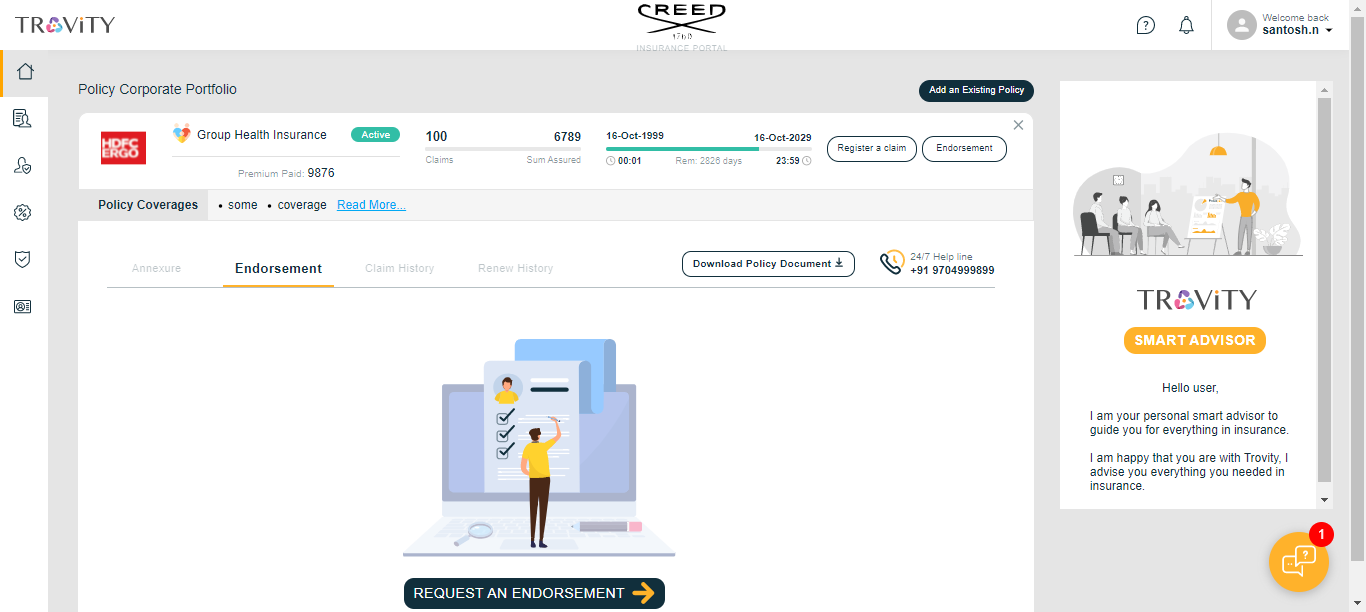 TROViTY
CREED
1760
INSURANCE PORTAL
?
Welcome back
santosh.n
Policy Corporate Portfolio
Add an Existing Policy
HDFC
ERGO
Group Health Insurance
Active
Premium Paid: 9876
100
6789
Claims
Sum Assured
16-Oct-1999
16-Oct-2029
00:01
Rem: 2826 days
23:59
Register a claim
Endorsement
Policy Coverages
• some • coverage Read More...
Annexure
Endorsement
Claim History
Renew History
Download Policy Document
24/7 Help line
+91 9704999899
REQUEST AN ENDORSEMENT
TROViTY
SMART ADVISOR
Hello user,
I am your personal smart advisor to
guide you for everything in insurance.
I am happy that you are with Trovity, I
advise you everything you needed in
insurance.
1
?